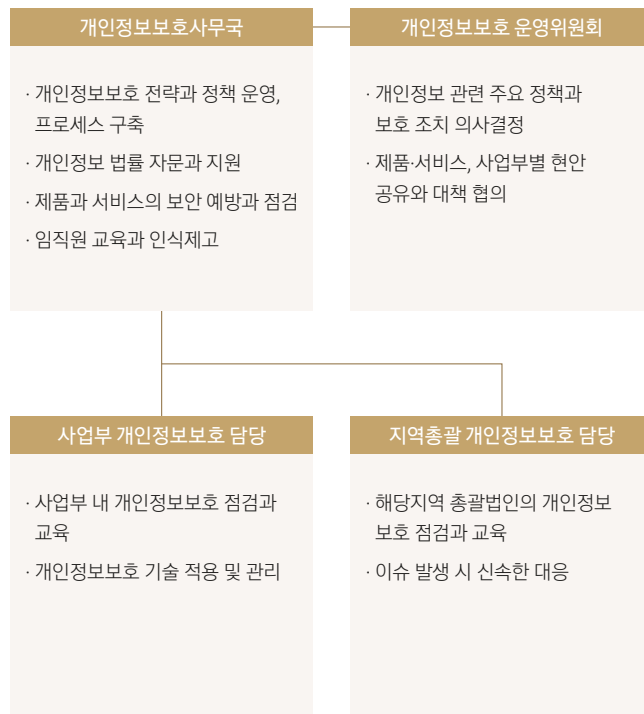 개인정보보호사무국
· 개인정보보호 전략과 정책 운영,
프로세스 구축
· 개인정보 법률 자문과 지원
· 제품과 서비스의 보안 예방과 점검
· 임직원 교육과 인식제고
개인정보보호 운영위원회
· 개인정보 관련 주요 정책과
보호 조치 의사결정
· 제품·서비스, 사업부별 현안
공유와 대책 협의
사업부 개인정보보호 담당
· 사업부 내 개인정보보호 점검과
교육
· 개인정보보호 기술 적용 및 관리
지역총괄 개인정보보호 담당
· 해당지역 총괄법인의 개인정보
보호 점검과 교육
· 이슈 발생 시 신속한 대응